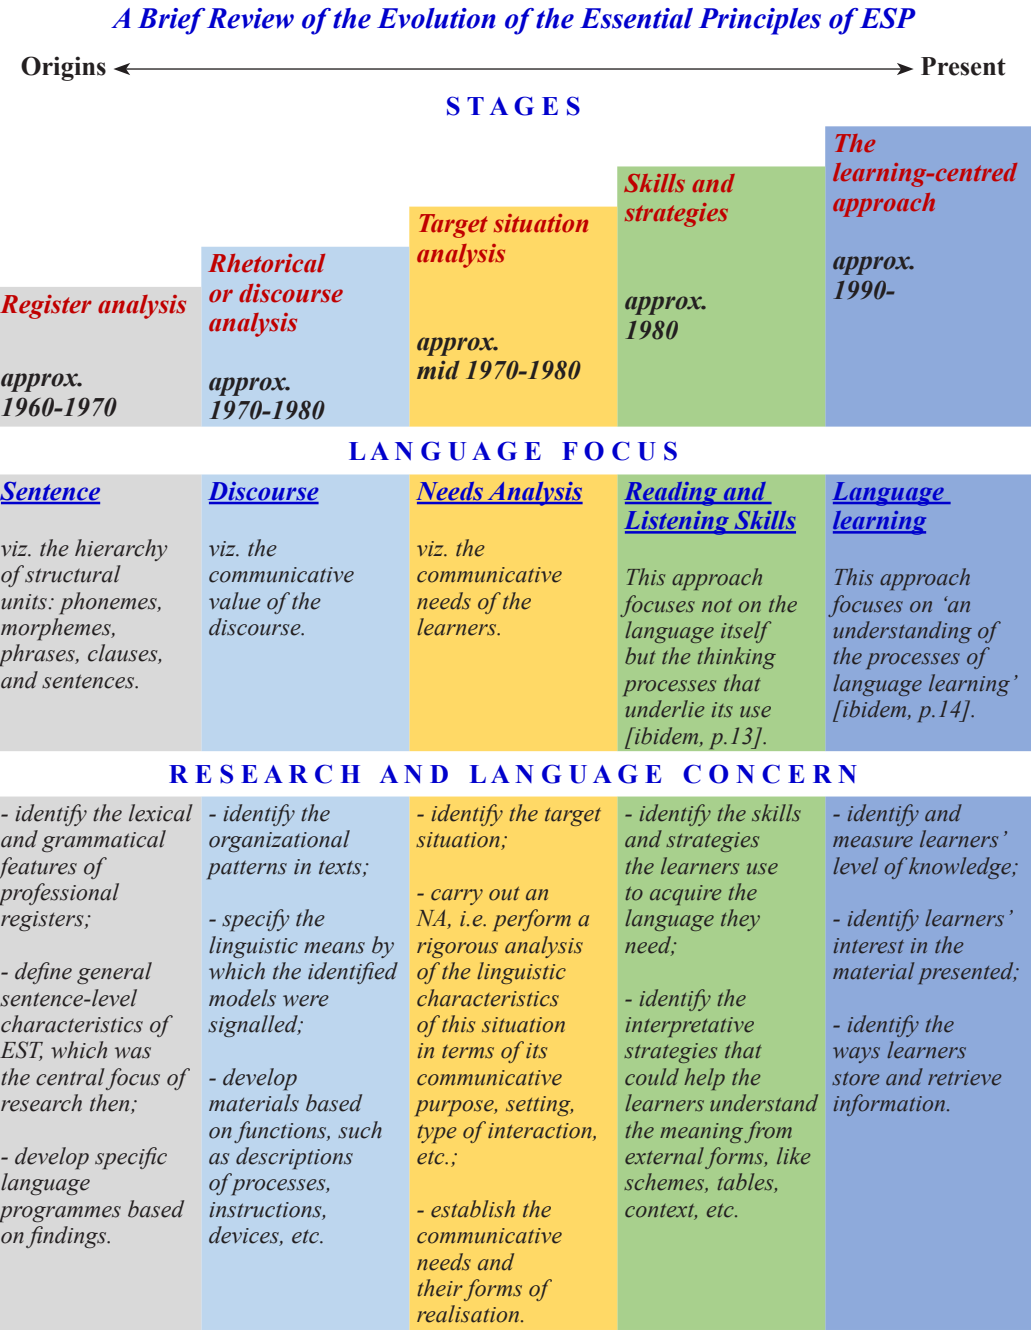 A Brief Review of the Evolution of the Essential Principles of ESP
Origins
Present
STAGES
Register analysis
approx.
1960-1970
Rhetorical
or discourse
analysis
approx.
1970-1980
Target situation
analysis
approx.
mid 1970-1980
Skills and
strategies
approx.
1980
The
learning-centred
approach
approx.
1990-
LANGUAGE FOCUS
Sentence
viz. the hierarchy
of structural
units: phonemes,
morphemes,
phrases, clauses,
and sentences.
Discourse
viz. the
communicative
value of the
discourse.
Needs Analysis
viz. the
communicative
needs of the
learners.
Reading and
Listening Skills
This approach
focuses not on the
language itself
but the thinking
processes that
underlie its use
[ibidem, p.13].
Language
learning
This approach
focuses on ‘an
understanding of
the processes of
language learning’
[ibidem, p.14].
RESEARCH AND LANGUAGE CONCERN
- identify the lexical
and grammatical
features of
professional
registers;
- define general
sentence-level
characteristics of
EST, which was
the central focus of
research then;
- develop specific
language
programmes based
on findings.
- identify the
organizational
patterns in texts;
- specify the
linguistic means by
which the identified
models were
signalled;
- develop
materials based
on functions, such
as descriptions
of processes,
instructions,
devices, etc.
- identify the target
situation;
- carry out an
NA, i.e. perform a
rigorous analysis
of the linguistic
characteristics
of this situation
in terms of its
communicative
purpose, setting,
type of interaction,
etc.;
- establish the
communicative
needs and
their forms of
realisation.
- identify the skills
and strategies
the learners use
to acquire the
language they
need;
- identify the
interpretative
strategies that
could help the
learners understand
the meaning from
external forms, like
schemes, tables,
context, etc.
- identify and
measure learners’
level of knowledge;
- identify learners’
interest in the
material presented;
- identify the
ways learners
store and retrieve
information.